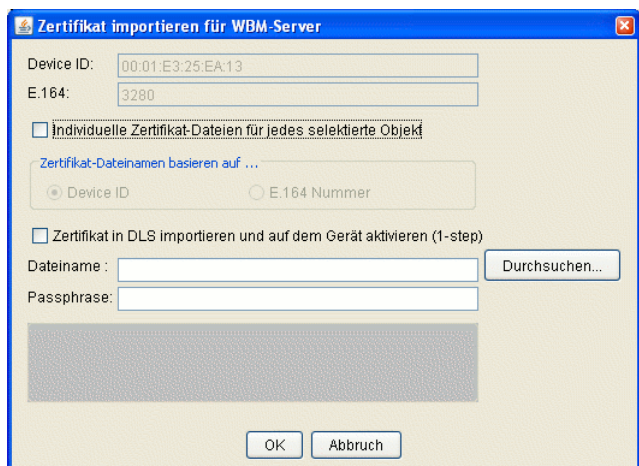 Zertifikat importieren für WBM-Server
Device ID: 00:01:E3:25:EA:13
E.164: 3280
Individuelle Zertifikat-Dateien für jedes selektierte Objekt
Zertifikat-Dateinamen basieren auf ...
Device ID E.164 Nummer
Zertifikat in DLS importieren und auf dem Gerät aktivieren (1-step)
Dateiname : Durchsuchen...
Passphrase:
OK Abbruch